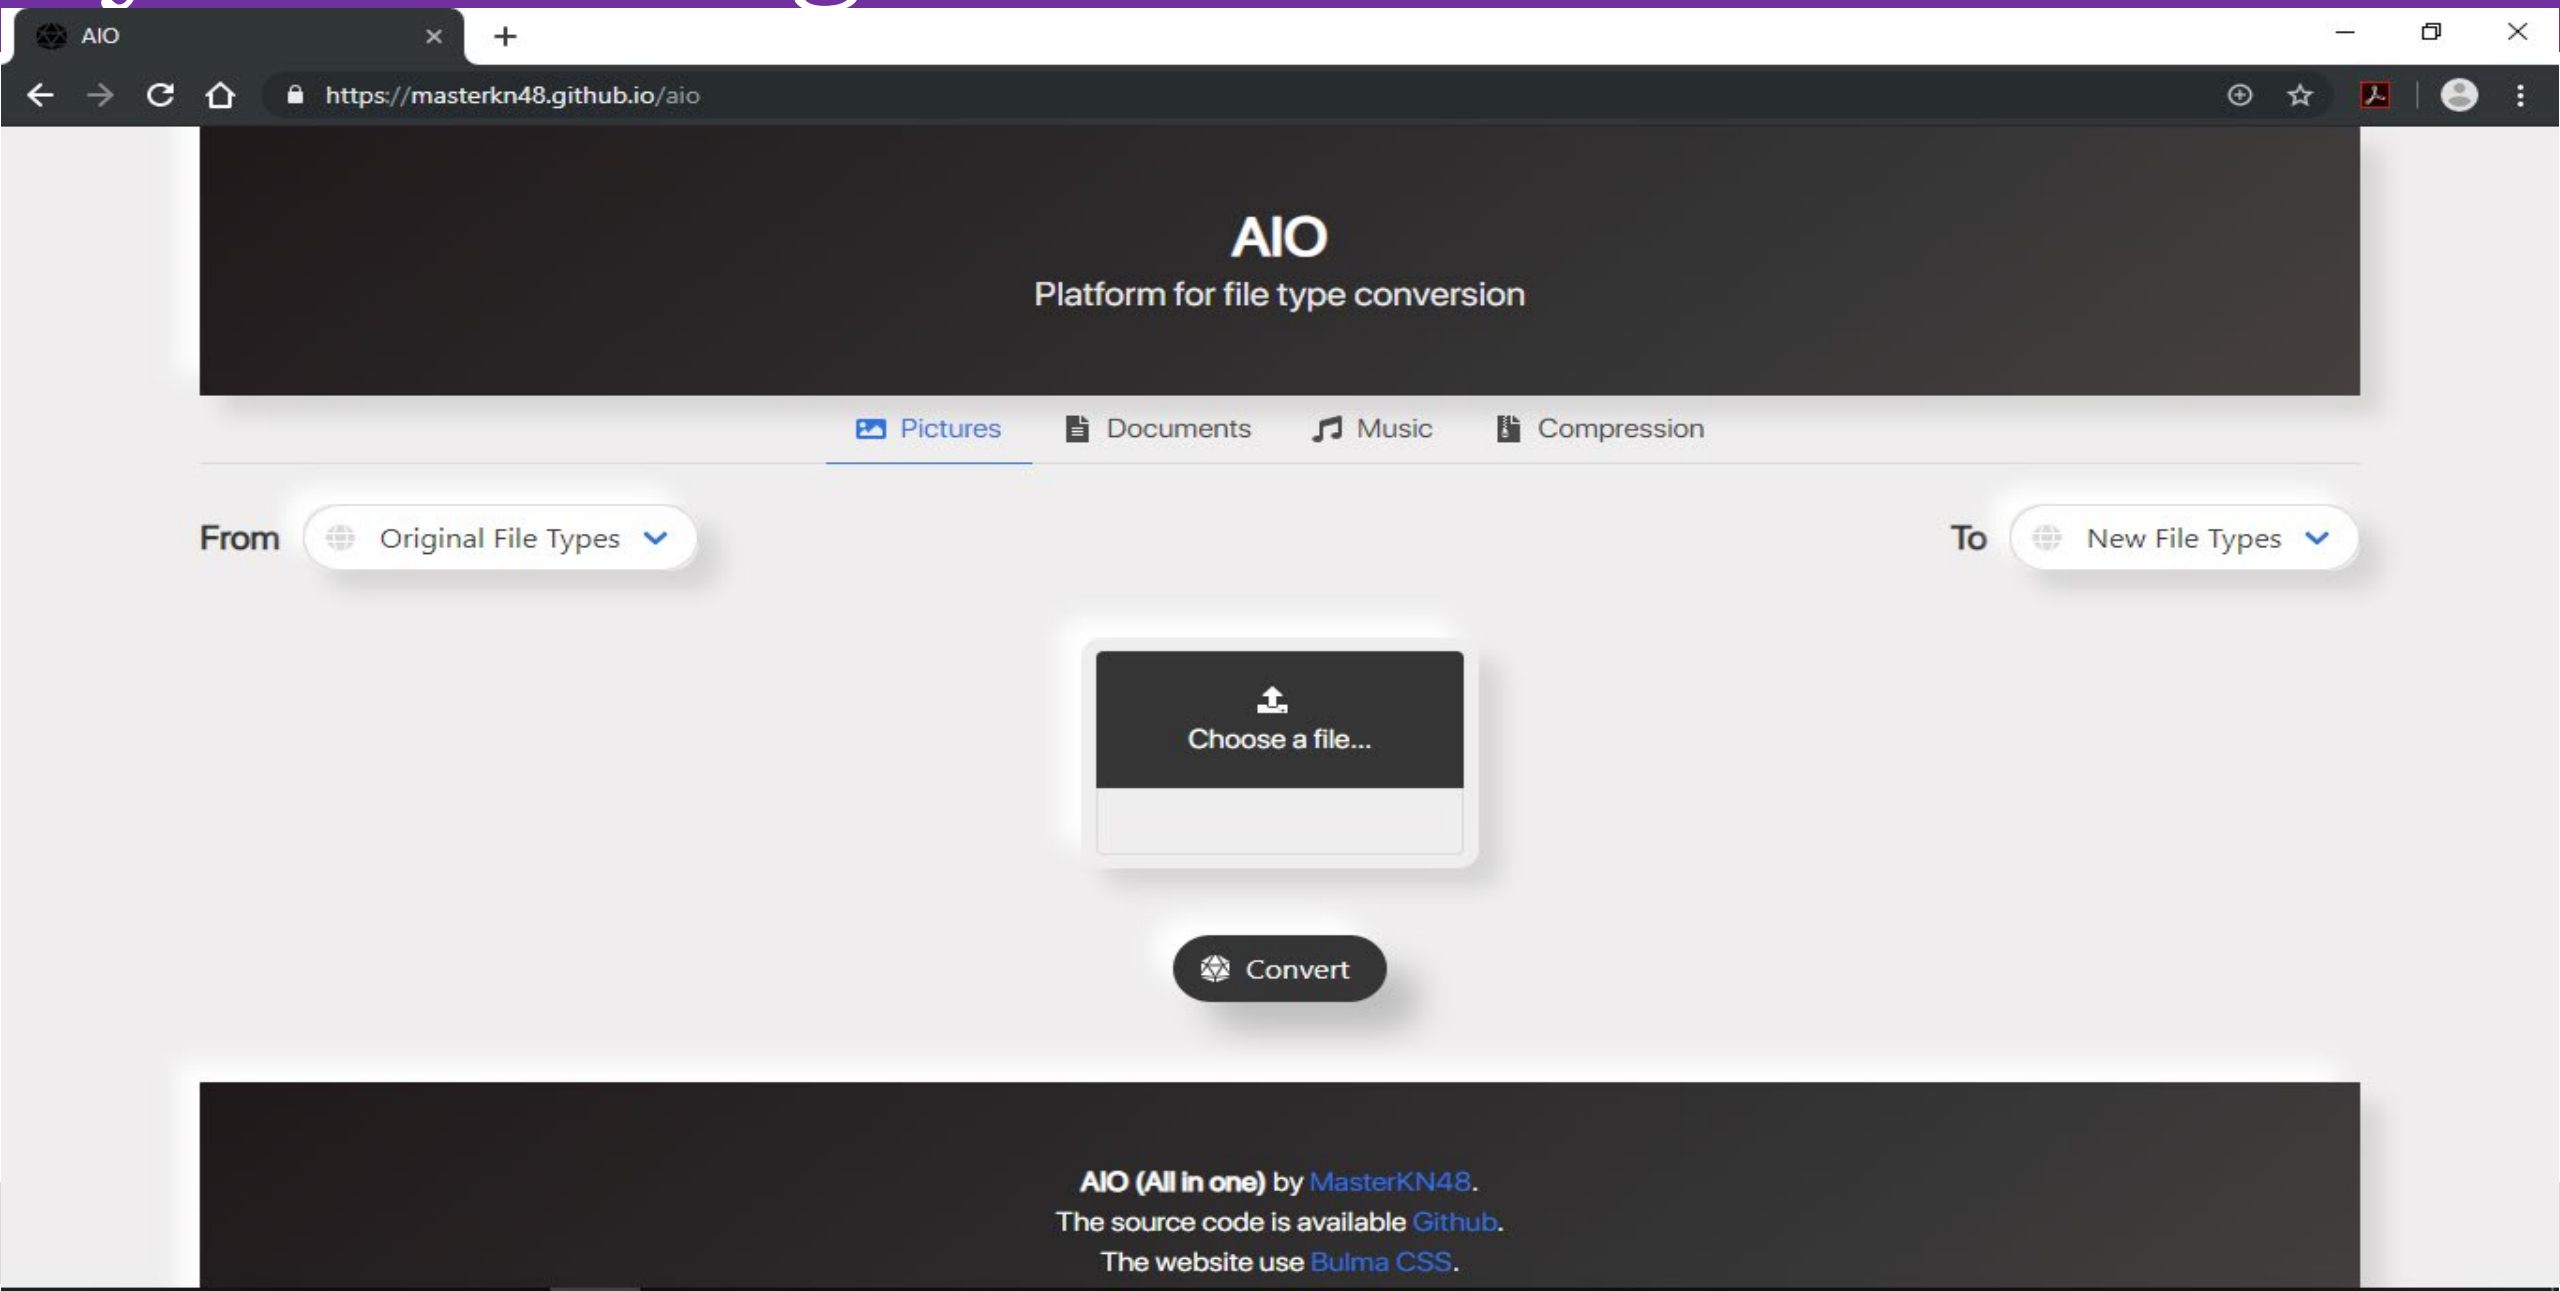 AIO
https://masterkn48.github.io/aio
AIO
Platform for file type conversion
Pictures Documents Music Compression
From Original File Types To New File Types
Choose a file...
Convert
AIO (All in one) by MasterKN48.
The source code is available Github.
The website use Bulma CSS.